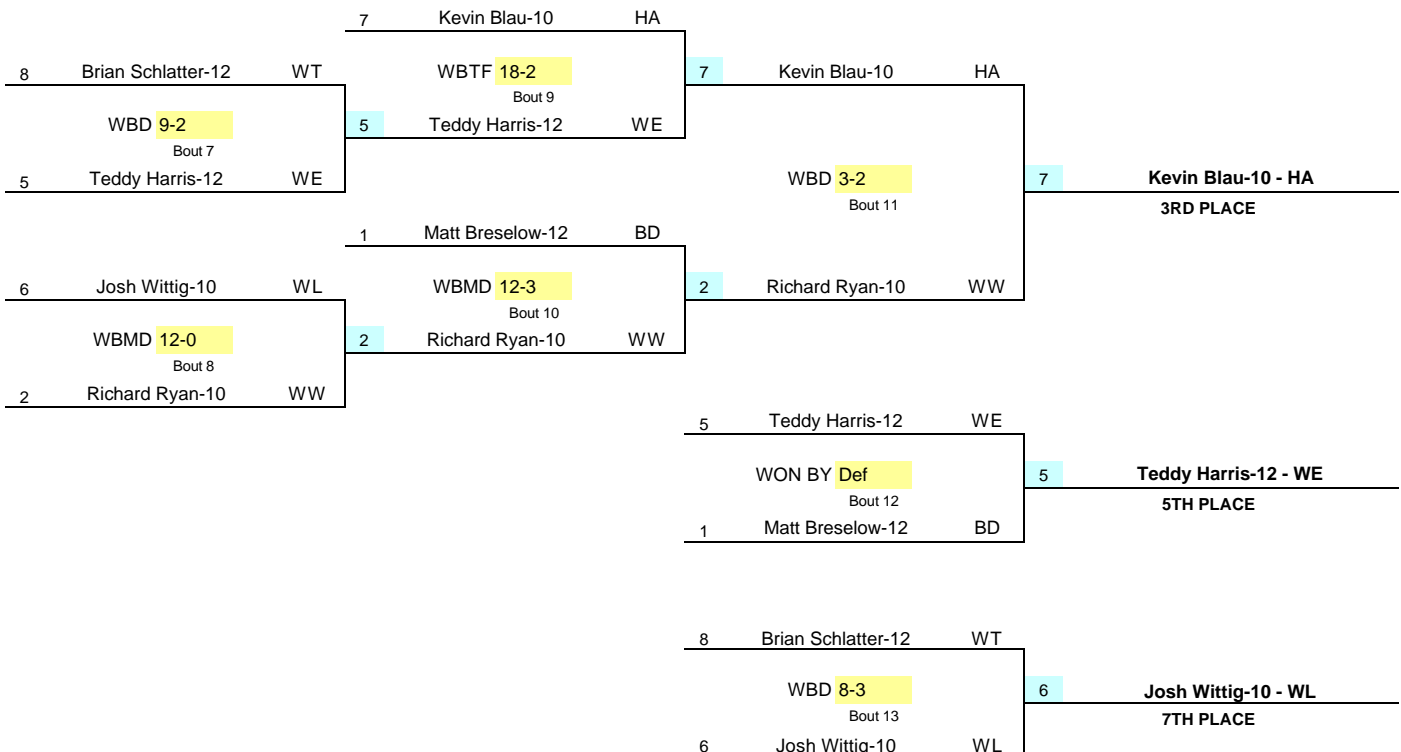 7 Kevin Blau-10 HA
8 Brian Schlatter-12 WT WBTF 18-2 7 Kevin Blau-10 HA
Bout 9
WBD 9-2 5 Teddy Harris-12 WE
Bout 7
5 Teddy Harris-12 WE WBD 3-2 7 Kevin Blau-10 - HA
Bout 11 3RD PLACE
1 Matt Breselow-12 BD
6 Josh Wittig-10 WL WBMD 12-3 2 Richard Ryan-10 WW
Bout 10
WBMD 12-0 2 Richard Ryan-10 WW
Bout 8
2 Richard Ryan-10 WW
5 Teddy Harris-12 WE
WON BY Def 5 Teddy Harris-12 - WE
Bout 12 5TH PLACE
1 Matt Breselow-12 BD
8 Brian Schlatter-12 WT
WBD 8-3 6 Josh Wittig-10 - WL
Bout 13 7TH PLACE
6 Josh Wittig-10 WL